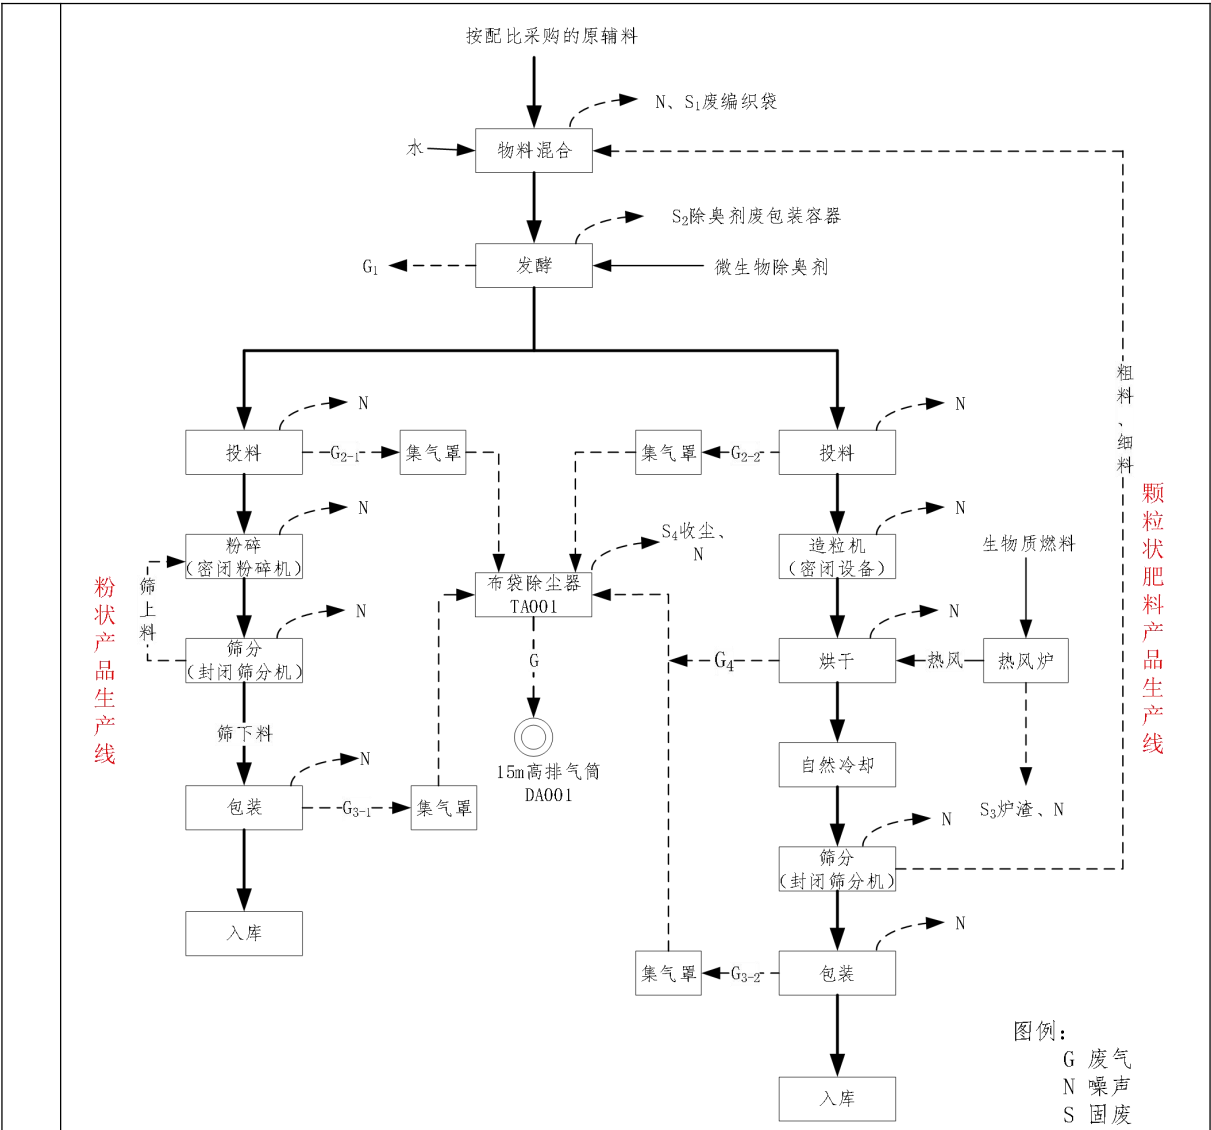 按配比采购的原辅料
N、S₁废编织袋
水
物料混合
S₂除臭剂废包装容器
G₁
发酵
微生物除臭剂
粗料、细料
N
N
投料
G₂₋₁
集气罩
集气罩
G₂₋₂
投料
N
N
粉碎
(密闭粉碎机)
S₄收尘、
N
造粒机
(密闭设备)
生物质燃料
颗粒状肥料产品生产线
粉状产品生产线
筛上料
布袋除尘器
TA001
N
N
筛分
(封闭筛分机)
G
G₄
烘干
热风
热风炉
筛下料
15m高排气筒
DA001
自然冷却
N
包装
G₃₋₁
集气罩
S₃炉渣、N
N
筛分
(封闭筛分机)
入库
N
集气罩
G₃₋₂
包装
图例：
G 废气
N 噪声
S 固废
入库